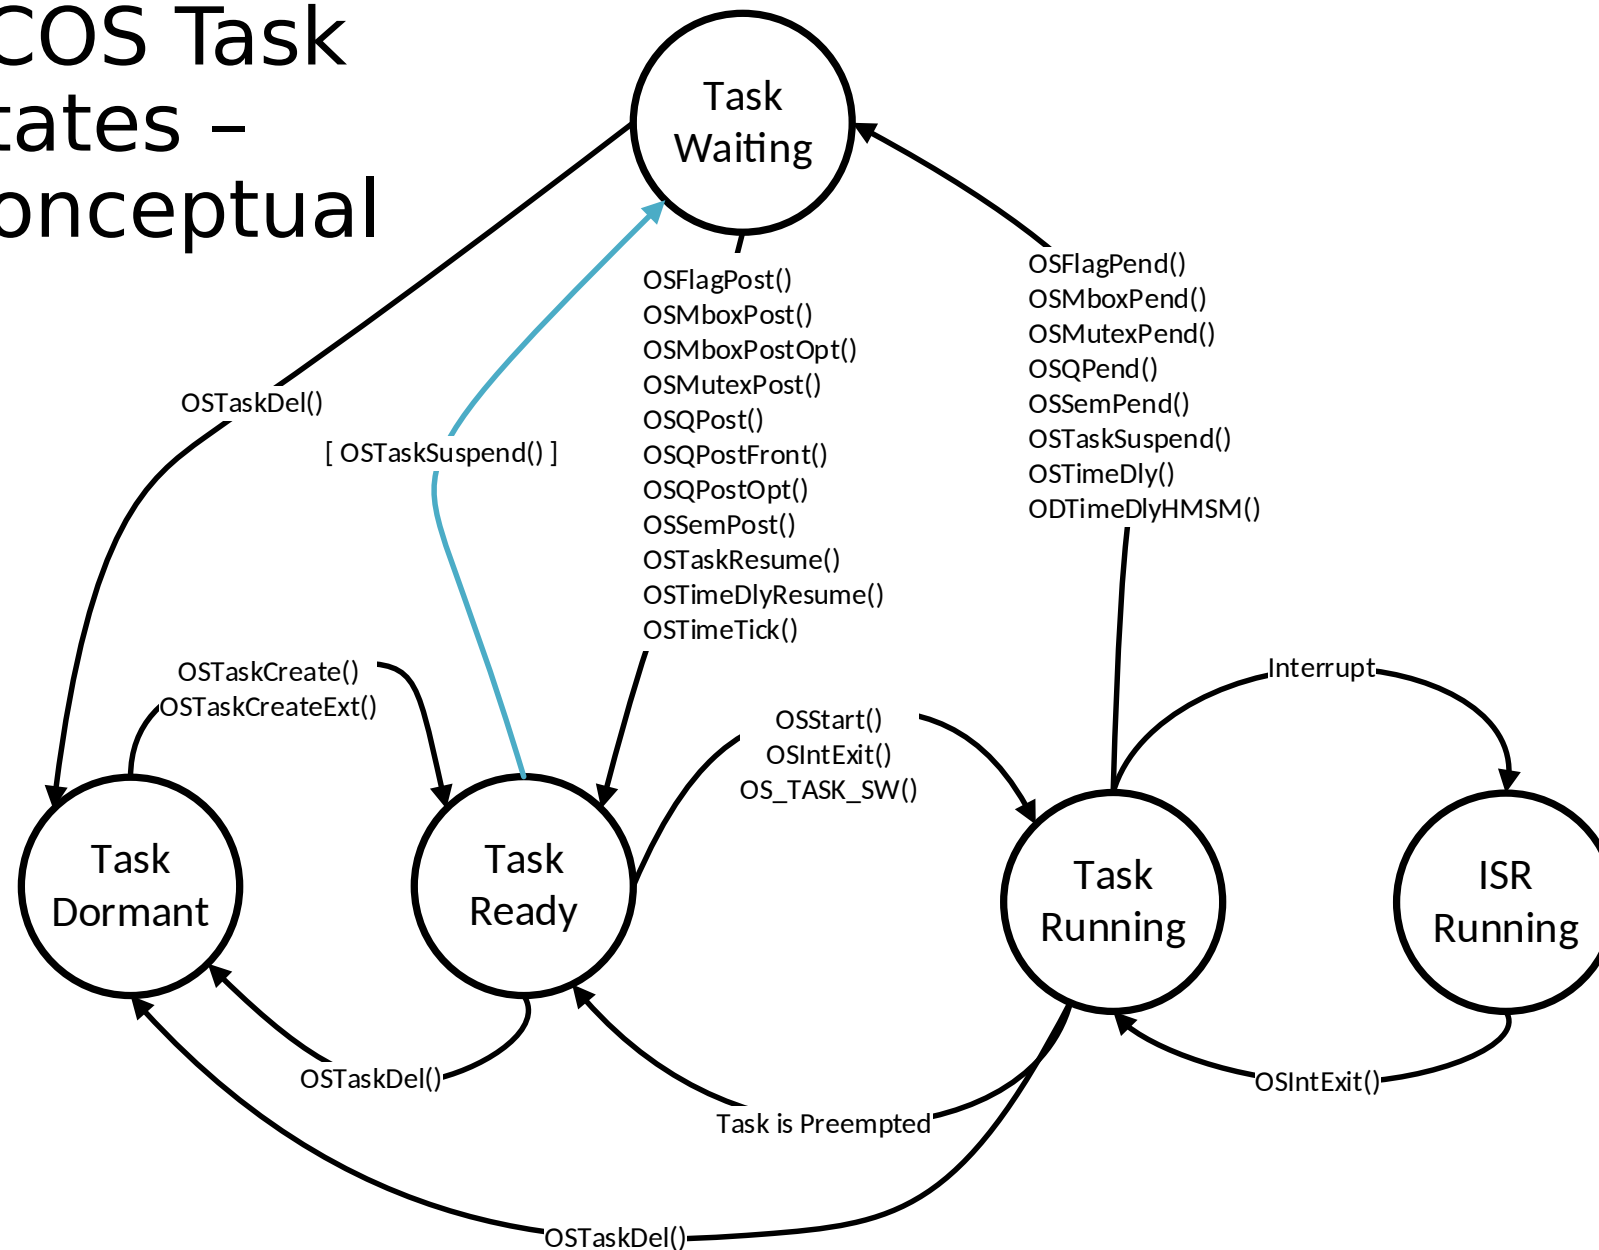 COS Task
tates –
onceptual
Task
Waiting
OSFlagPost()
OSMboxPost()
OSMboxPostOpt()
OSMutexPost()
OSQPost()
OSQPostFront()
OSQPostOpt()
OSSemPost()
OSTaskResume()
OSTimeDlyResume()
OSTimeTick()
OSFlagPend()
OSMboxPend()
OSMutexPend()
OSQPend()
OSSemPend()
OSTaskSuspend()
OSTimeDly()
ODTimeDlyHMSM()
OSTaskDel()
[ OSTaskSuspend() ]
OSTaskCreate()
OSTaskCreateExt()
OSStart()
OSIntExit()
OS_TASK_SW()
Interrupt
Task
Dormant
Task
Ready
Task
Running
ISR
Running
OSTaskDel()
Task is Preempted
OSIntExit()
OSTaskDel()